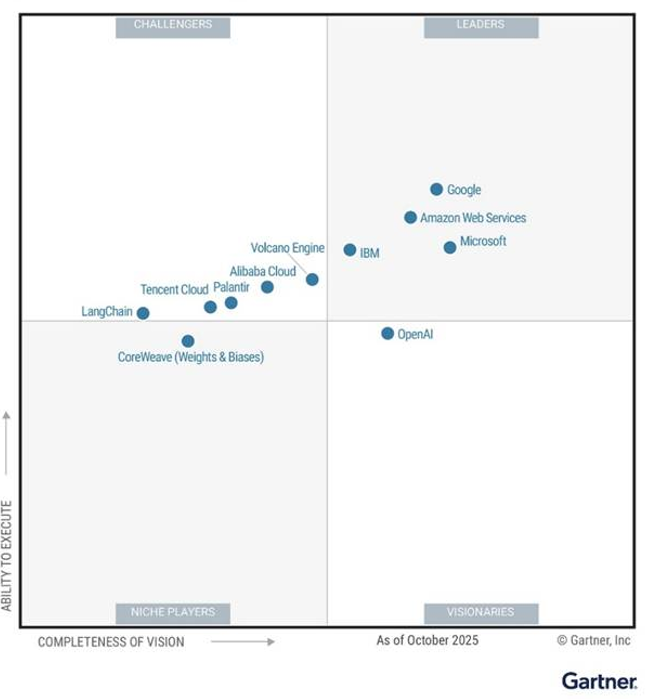 CHALLENGERS
LEADERS
Google
Amazon Web Services
Microsoft
Volcano Engine
IBM
Alibaba Cloud
Tencent Cloud
Palantir
LangChain
OpenAI
CoreWeave (Weights & Biases)
ABILITY TO EXECUTE
NICHE PLAYERS
VISIONARIES
COMPLETENESS OF VISION
As of October 2025
© Gartner, Inc
Gartner.